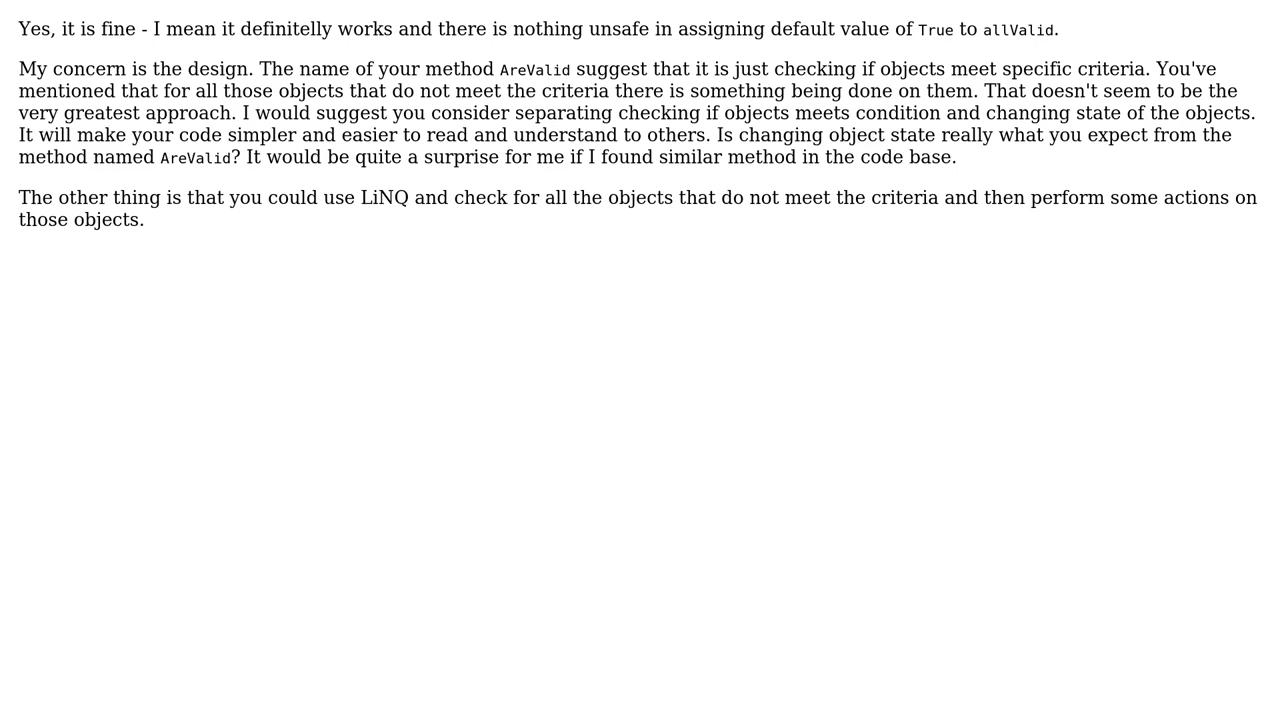 Yes, it is fine - I mean it definitelly works and there is nothing unsafe in assigning default value of True to allValid.
My concern is the design. The name of your method AreValid suggest that it is just checking if objects meet specific criteria. You've
mentioned that for all those objects that do not meet the criteria there is something being done on them. That doesn't seem to be the
very greatest approach. I would suggest you consider separating checking if objects meets condition and changing state of the objects.
It will make your code simpler and easier to read and understand to others. Is changing object state really what you expect from the
method named AreValid? It would be quite a surprise for me if I found similar method in the code base.
The other thing is that you could use LiNQ and check for all the objects that do not meet the criteria and then perform some actions on
those objects.